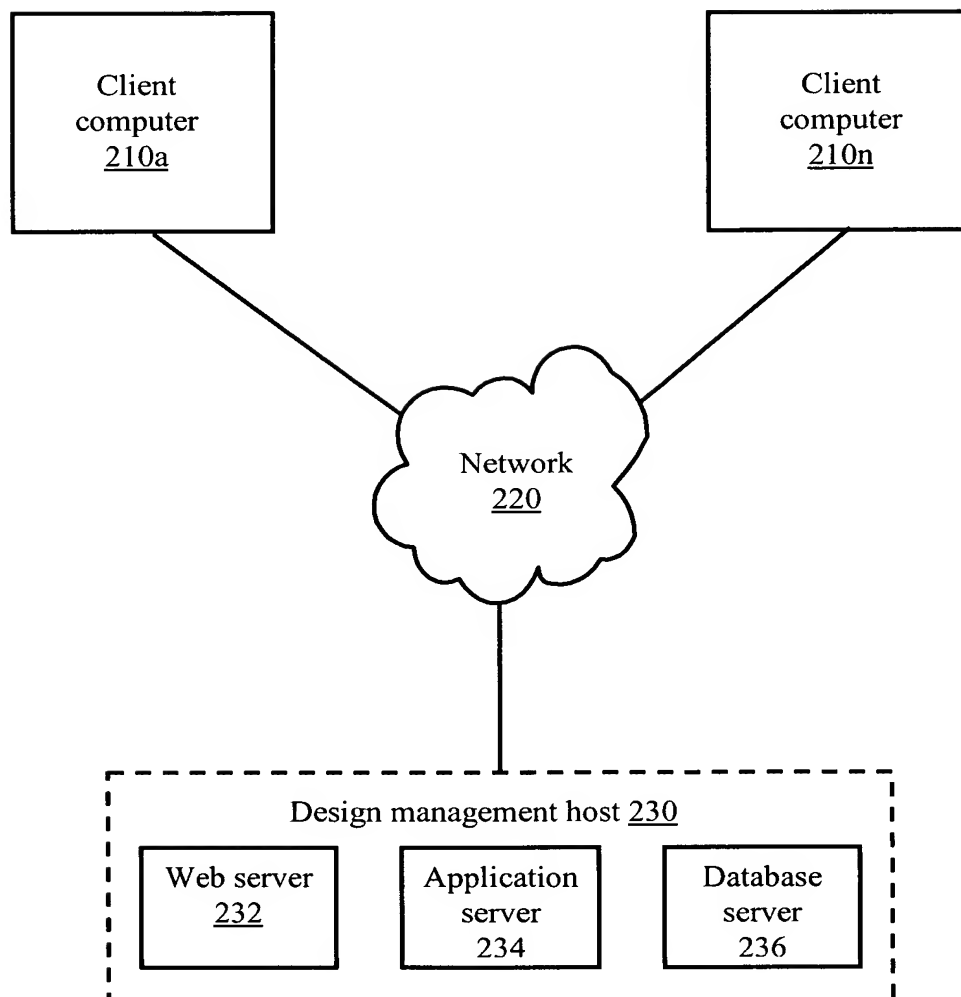 Client
computer
210a
Client
computer
210n
Network
220
Design management host 230
Web server
232
Application
server
234
Database
server
236